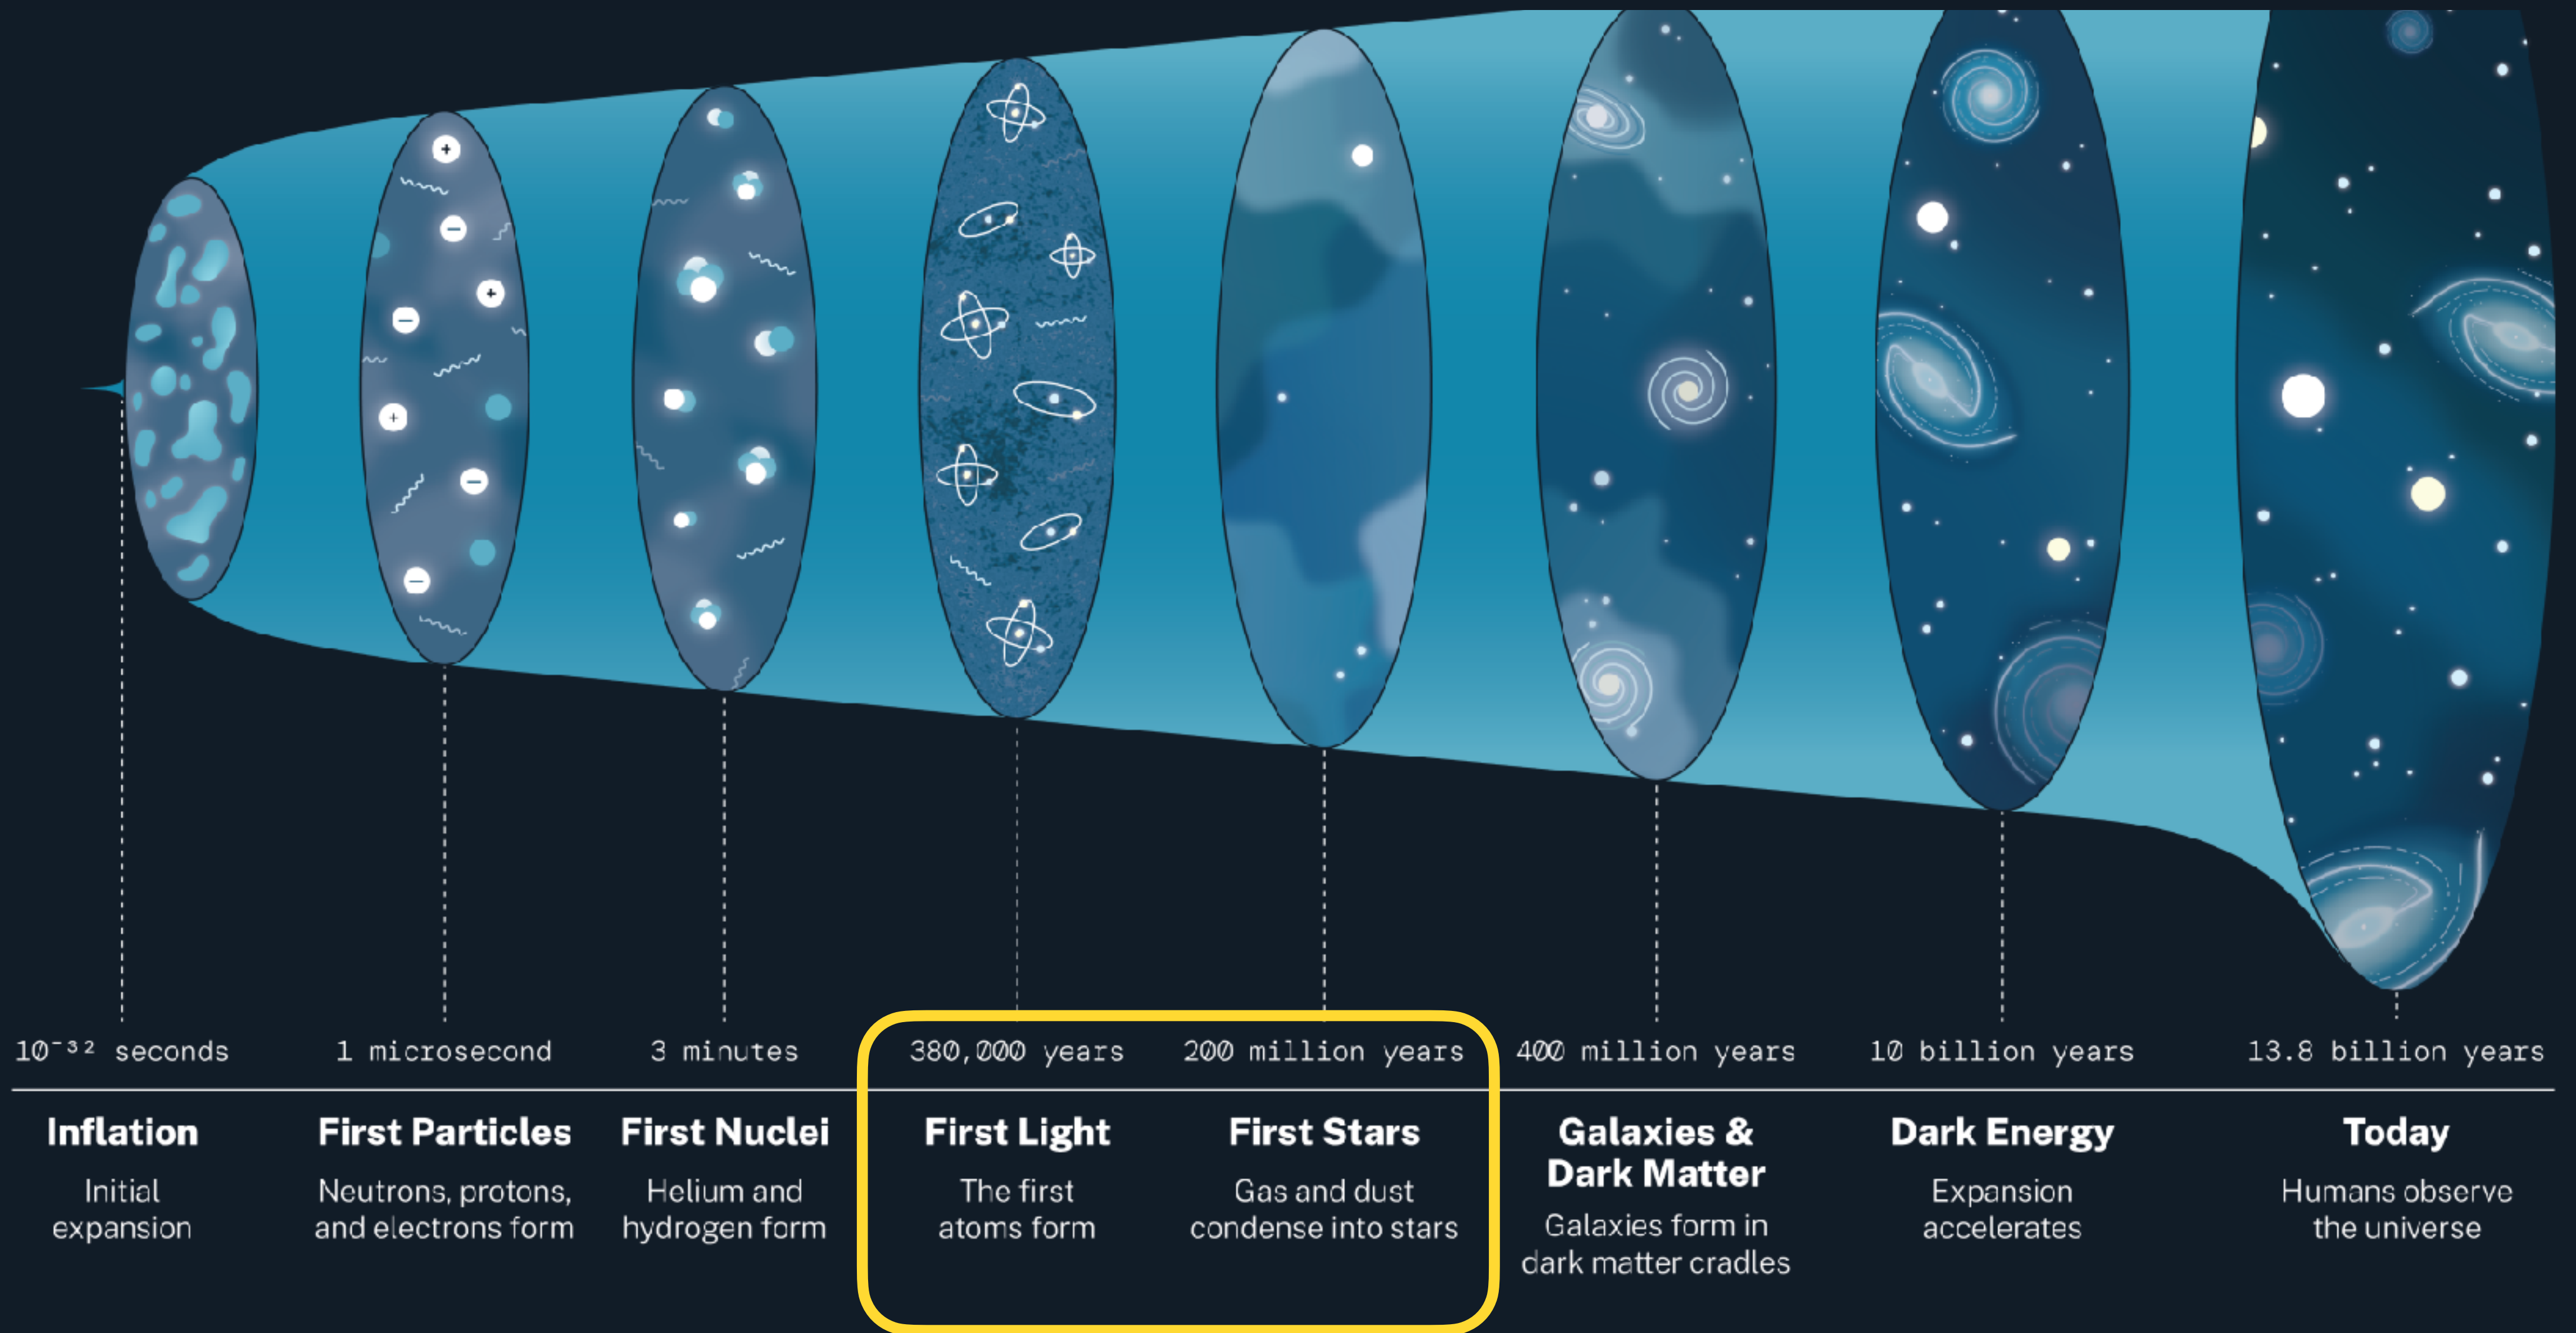 10⁻³² seconds
1 microsecond
3 minutes
380,000 years
200 million years
400 million years
10 billion years
13.8 billion years
Inflation
Initial
expansion
First Particles
Neutrons, protons,
and electrons form
First Nuclei
Helium and
hydrogen form
First Light
The first
atoms form
First Stars
Gas and dust
condense into stars
Galaxies &
Dark Matter
Galaxies form in
dark matter cradles
Dark Energy
Expansion
accelerates
Today
Humans observe
the universe